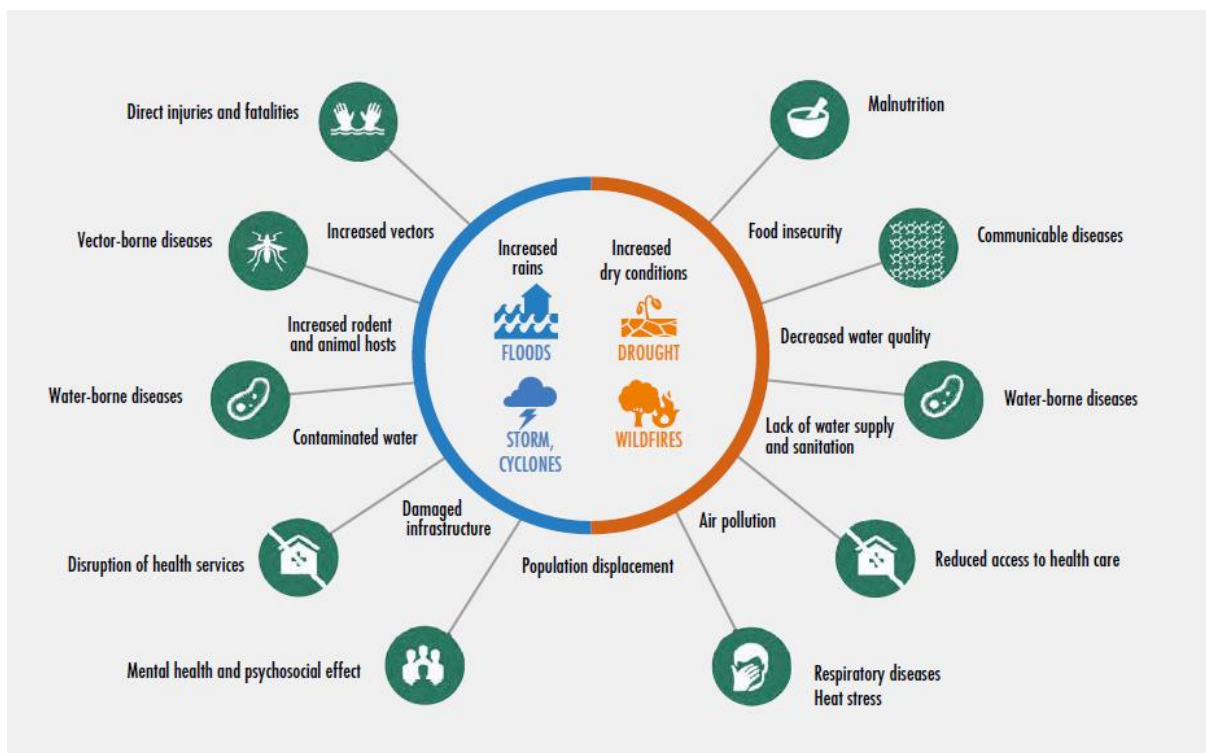 Direct injuries and fatalities
Malnutrition
Vector-borne diseases
Increased vectors
Increased
rains
Increased
dry conditions
Food insecurity
Communicable diseases
Increased rodent
and animal hosts
FLOODS
DROUGHT
Decreased water quality
Water-borne diseases
Contaminated water
STORM,
CYCLONES
WILDFIRES
Lack of water supply
and sanitation
Water-borne diseases
Damaged
infrastructure
Air pollution
Disruption of health services
Population displacement
Reduced access to health care
Mental health and psychosocial effect
Respiratory diseases
Heat stress